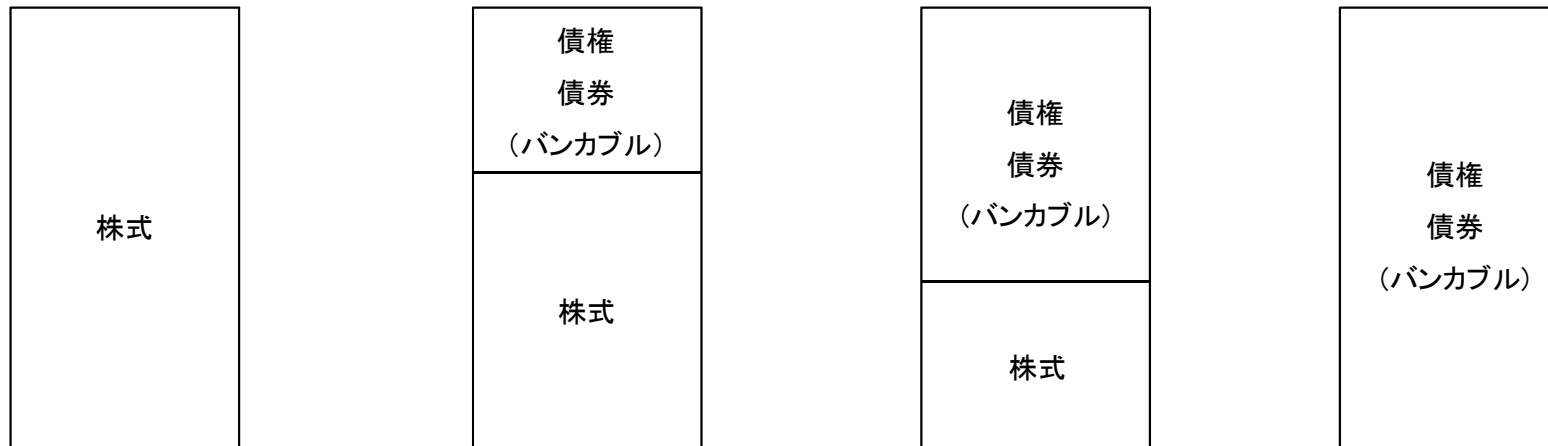 株式
債権
債券
（バンカブル）
株式
債権
債券
（バンカブル）
株式
債権
債券
（バンカブル）